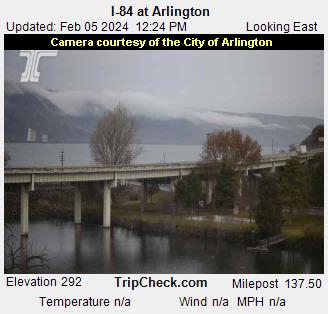 I-84 at Arlington
Updated: Feb 05 2024 12:24 PM Looking East
Camera courtesy of the City of Arlington
Elevation 292 TripCheck.com Milepost 137.50
Temperature n/a Wind n/a MPH n/a